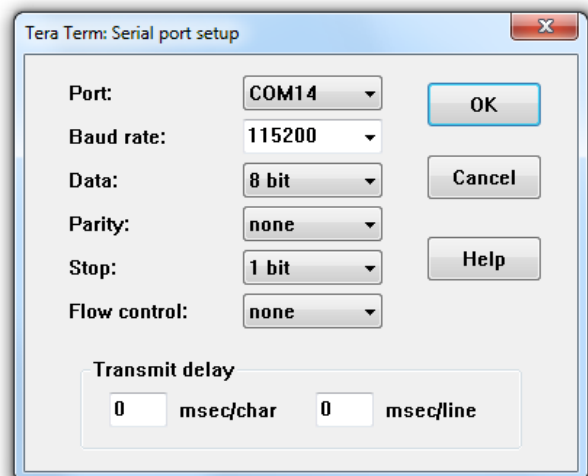 Tera Term: Serial port setup
Port: COM14
OK
Baud rate: 115200
Data: 8 bit
Cancel
Parity: none
Stop: 1 bit
Help
Flow control: none
Transmit delay
0 msec/char 0 msec/line